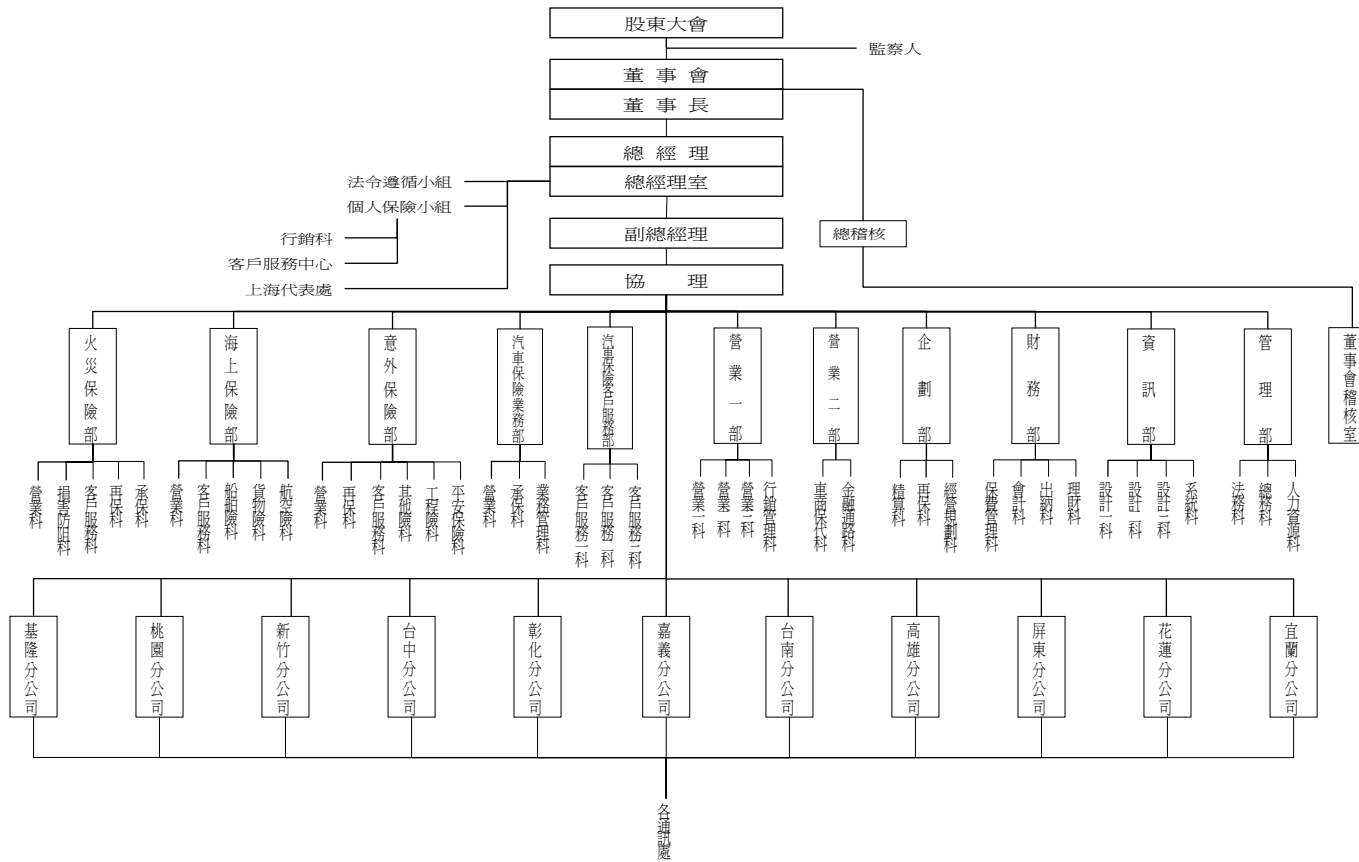 股東大會
監察人
董事會
董事長
總經理
總經理室
法令遵循小組
個人保險小組
行銷科
客戶服務中心
上海代表處
副總經理
總稽核
協理
火災保險部
海上保險部
意外保險部
汽車保險業務部
汽車保險客戶服務部
營業一部
營業二部
企劃部
財務部
資訊部
管理部
董事會稽核室
營業科
損害防阻科
客戶服務科
再保科
承保科
營業科
客戶服務科
船舶險科
貨物險科
航空險科
營業科
再保科
客戶服務科
其他險科
工程險科
平安保險科
營業科
承保科
業務管理科
客戶服務一科
客戶服務二科
客戶服務三科
營業一科
營業二科
營業三科
行銷管理科
車商保代科
金融通路科
精算科
再保科
經營規劃科
保費管理科
會計科
出納科
理財科
設計一科
設計二科
設計三科
系統科
法務科
總務科
人力資源科
基隆分公司
桃園分公司
新竹分公司
台中分公司
彰化分公司
嘉義分公司
台南分公司
高雄分公司
屏東分公司
花蓮分公司
宜蘭分公司
各通訊處